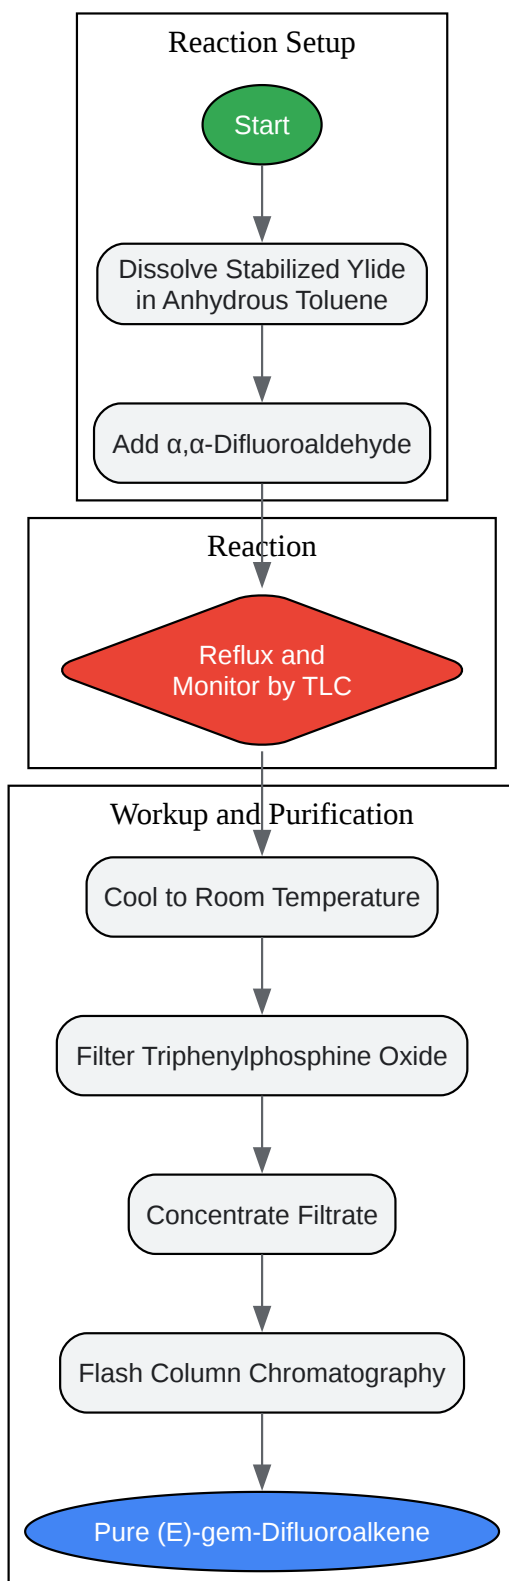 Reaction Setup
Start
Dissolve Stabilized Ylide
in Anhydrous Toluene
Add α,α-Difluoroaldehyde
Reaction
Reflux and
Monitor by TLC
Workup and Purification
Cool to Room Temperature
Filter Triphenylphosphine Oxide
Concentrate Filtrate
Flash Column Chromatography
Pure (E)-gem-Difluoroalkene